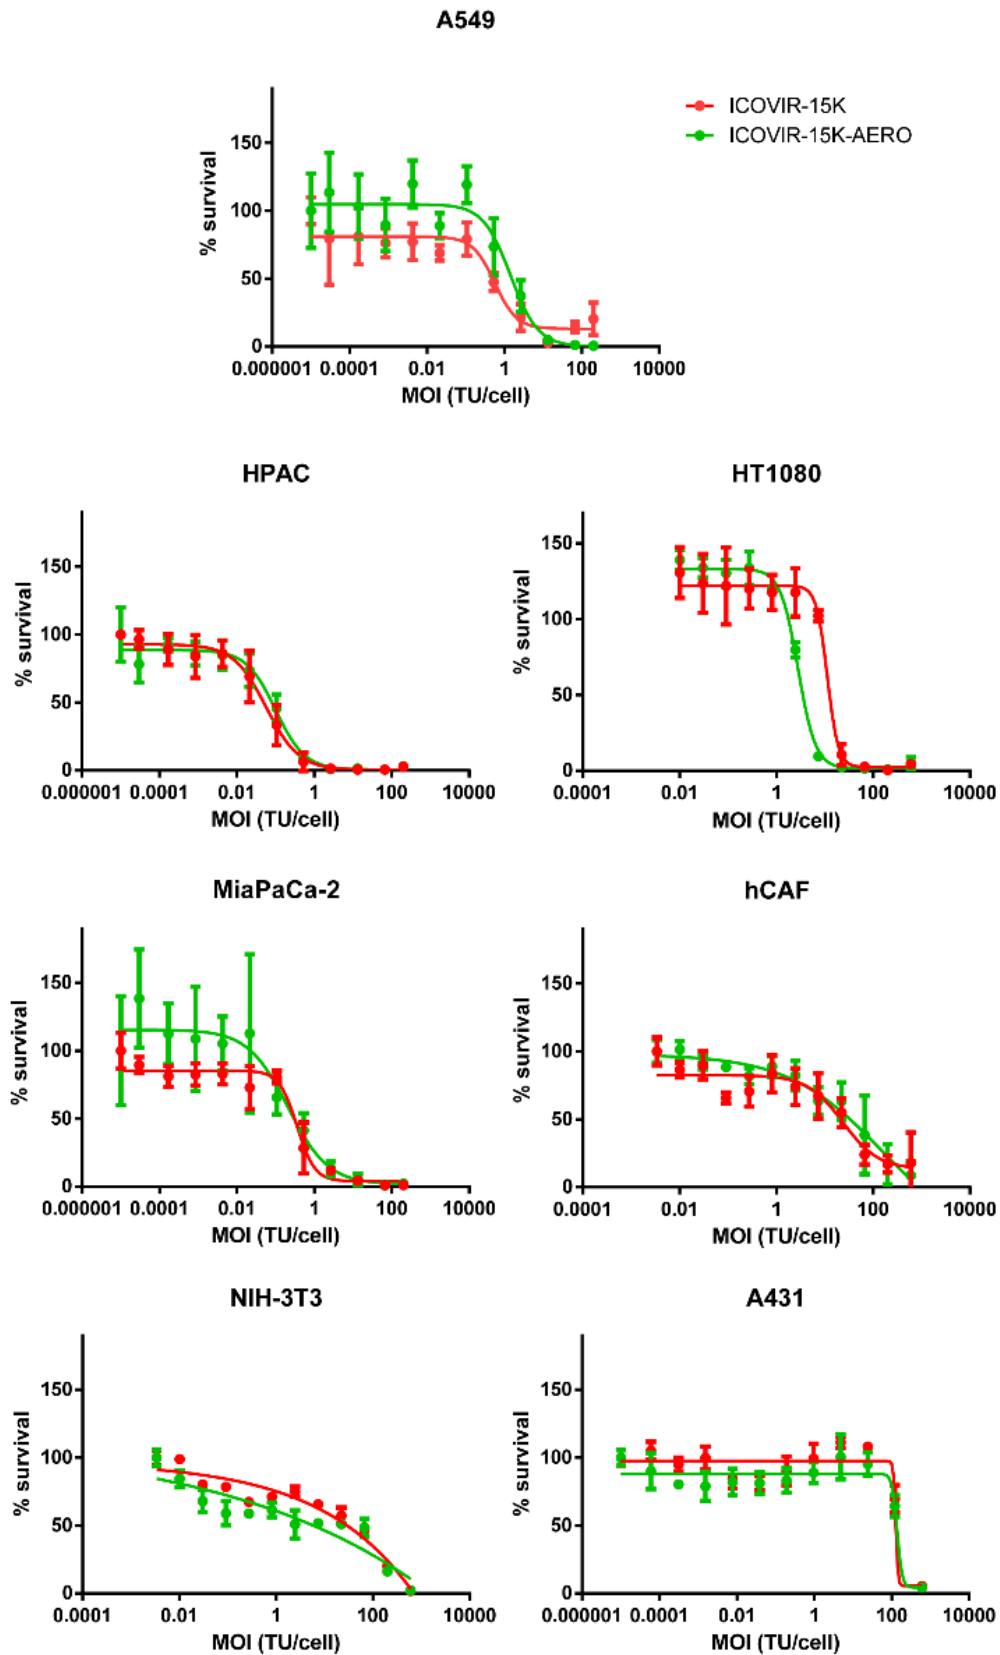 A549
ICOVIR-15K
ICOVIR-15K-AERO
% survival
150
100
50
0
0.000001 0.0001 0.01 1 100 10000
MOI (TU/cell)
HPAC
% survival
150
100
50
0
0.000001 0.0001 0.01 1 100 10000
MOI (TU/cell)
HT1080
% survival
150
100
50
0
0.0001 0.01 1 100 10000
MOI (TU/cell)
MiaPaCa-2
% survival
150
100
50
0
0.000001 0.0001 0.01 1 100 10000
MOI (TU/cell)
hCAF
% survival
150
100
50
0
0.0001 0.01 1 100 10000
MOI (TU/cell)
NIH-3T3
% survival
150
100
50
0
0.0001 0.01 1 100 10000
MOI (TU/cell)
A431
% survival
150
100
50
0
0.000001 0.0001 0.01 1 100 10000
MOI (TU/cell)